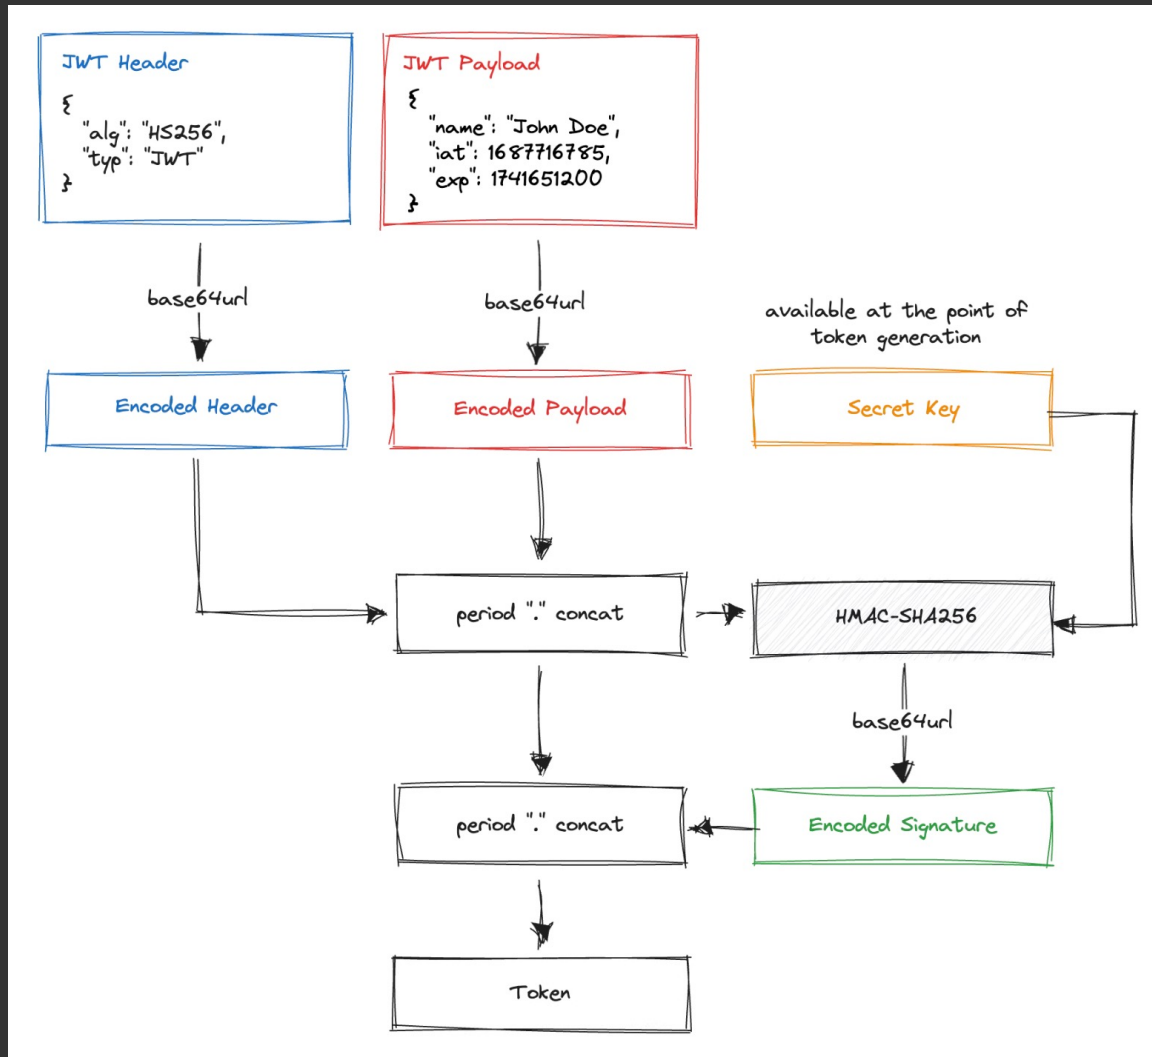 JWT Header
{
"alg": "HS256",
"typ": "JWT"
}
JWT Payload
{
"name": "John Doe",
"iat": 1687716785,
"exp": 1741651200
}
base64url
base64url
available at the point of
token generation
Encoded Header
Encoded Payload
Secret Key
period "." concat
HMAC-SHA256
base64url
period "." concat
Encoded Signature
Token